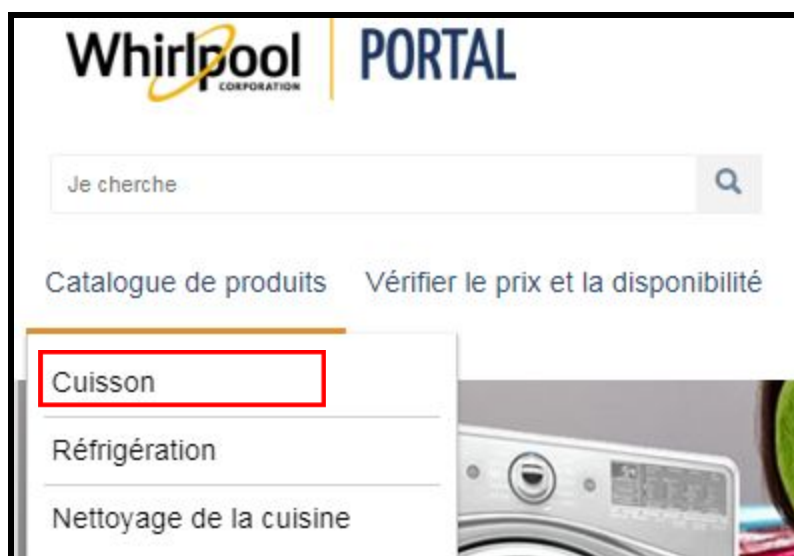 Whirlpool PORTAL
CORPORATION
Je cherche
Catalogue de produits Vérifier le prix et la disponibilité
Cuisson
Réfrigération
Nettoyage de la cuisine